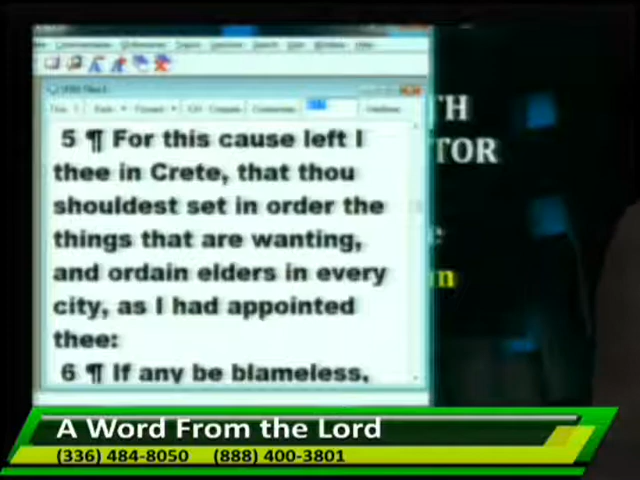 5 ¶ For this cause left I
thee in Crete, that thou
shouldest set in order the
things that are wanting,
and ordain elders in every
city, as I had appointed
thee:
6 ¶ If any be blameless,
TH
TOR
e
in
A Word From the Lord
(336) 484-8050 (888) 400-3801